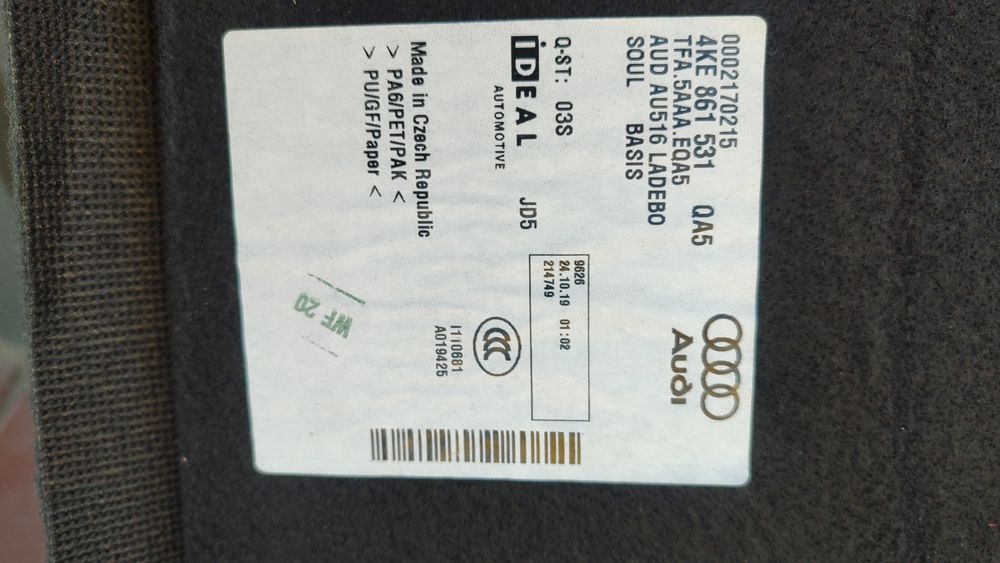 0002170215
4KE 861 531 QA5
TFA.5AAA.EQA5
AUD AU516 LADEBO
SOUL BASIS
Audi
Q-ST: 03S
IDEAL JD5
AUTOMOTIVE
9626
24.10.19 01:02
214749
CCC
I110681
A019425
Made in Czech Republic
> PA6/PET/PAK <
> PU/GF/Paper <
WF 20